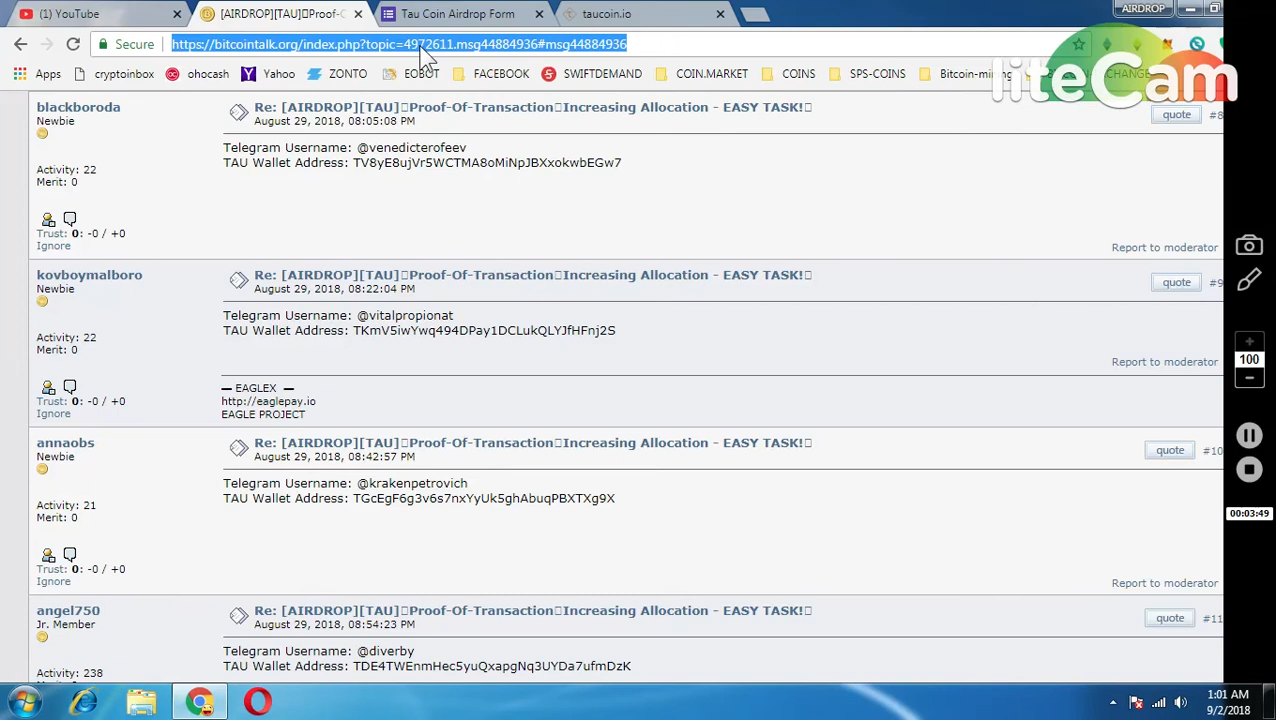 (1) YouTube
[AIRDROP][TAU]▯Proof-O
Tau Coin Airdrop Form
taucoin.io
AIRDROP
Secure
https://bitcointalk.org/index.php?topic=4972611.msg44884936#msg44884936
Apps
cryptoinbox
ohocash
Yahoo
ZONTO
EOBUT
FACEBOOK
SWIFTDEMAND
COIN.MARKET
COINS
SPS-COINS
Bitcoin-mining
liteCam
blackboroda
Newbie
Activity: 22
Merit: 0
Trust: 0: -0 / +0
Ignore
Re: [AIRDROP][TAU]▯Proof-Of-Transaction▯Increasing Allocation - EASY TASK!▯
August 29, 2018, 08:05:08 PM
quote
#8
Telegram Username: @venedicterofeev
TAU Wallet Address: TV8yE8ujVr5WCTMA8oMiNpJBXxokwbEGw7
Report to moderator
kovboymalboro
Newbie
Activity: 22
Merit: 0
Trust: 0: -0 / +0
Ignore
Re: [AIRDROP][TAU]▯Proof-Of-Transaction▯Increasing Allocation - EASY TASK!▯
August 29, 2018, 08:22:04 PM
quote
#9
Telegram Username: @vitalpropionat
TAU Wallet Address: TKmV5iwYwq494DPay1DCLukQLYJfHFnj2S
Report to moderator
— EAGLEX —
http://eaglepay.io
EAGLE PROJECT
annaobs
Newbie
Activity: 21
Merit: 0
Trust: 0: -0 / +0
Ignore
Re: [AIRDROP][TAU]▯Proof-Of-Transaction▯Increasing Allocation - EASY TASK!▯
August 29, 2018, 08:42:57 PM
quote
#10
Telegram Username: @krakenpetrovich
TAU Wallet Address: TGcEgF6g3v6s7nxYyUk5ghAbuqPBXTXg9X
Report to moderator
angel750
Jr. Member
Activity: 238
Re: [AIRDROP][TAU]▯Proof-Of-Transaction▯Increasing Allocation - EASY TASK!▯
August 29, 2018, 08:54:23 PM
quote
#11
Telegram Username: @diverby
TAU Wallet Address: TDE4TWEnmHec5yuQxapgNq3UYDa7ufmDzK
100
00:03:49
1:01 AM
9/2/2018